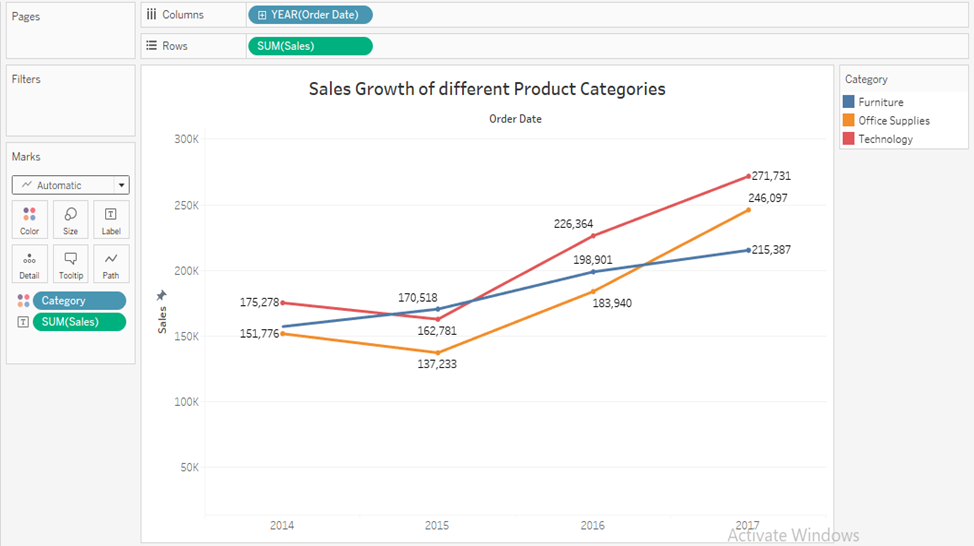 Pages
Columns
YEAR(Order Date)
Rows
SUM(Sales)
Filters
Marks
Automatic
Color
Size
Label
Detail
Tooltip
Path
Category
T
SUM(Sales)
Sales Growth of different Product Categories
Order Date
300K
250K
200K
150K
100K
50K
Sales
175,278
151,776
170,518
162,781
137,233
226,364
198,901
183,940
271,731
246,097
215,387
2014
2015
2016
2017
Category
Furniture
Office Supplies
Technology
Activate Windows